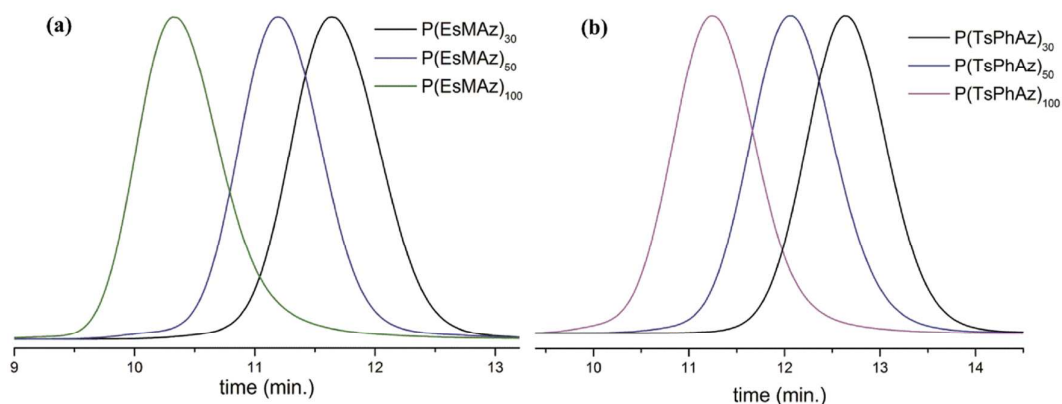 (a)
P(EsMAz)30
P(EsMAz)50
P(EsMAz)100
9 10 11 12 13
time (min.)
(b)
P(TsPhAz)30
P(TsPhAz)50
P(TsPhAz)100
10 11 12 13 14
time (min.)